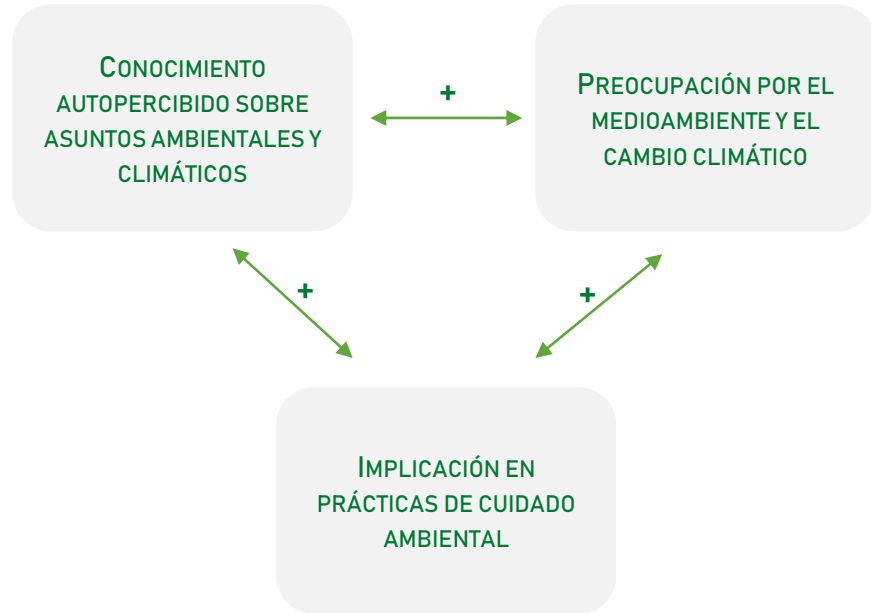 CONOCIMIENTO
AUTOPERCIBIDO SOBRE
ASUNTOS AMBIENTALES Y
CLIMÁTICOS
+
PREOCUPACIÓN POR EL
MEDIOAMBIENTE Y EL
CAMBIO CLIMÁTICO
+
+
IMPLICACIÓN EN
PRÁCTICAS DE CUIDADO
AMBIENTAL